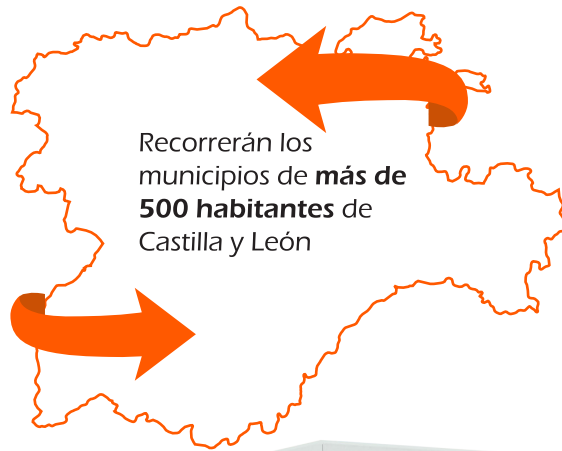 Recorrerán los
municipios de más de
500 habitantes de
Castilla y León